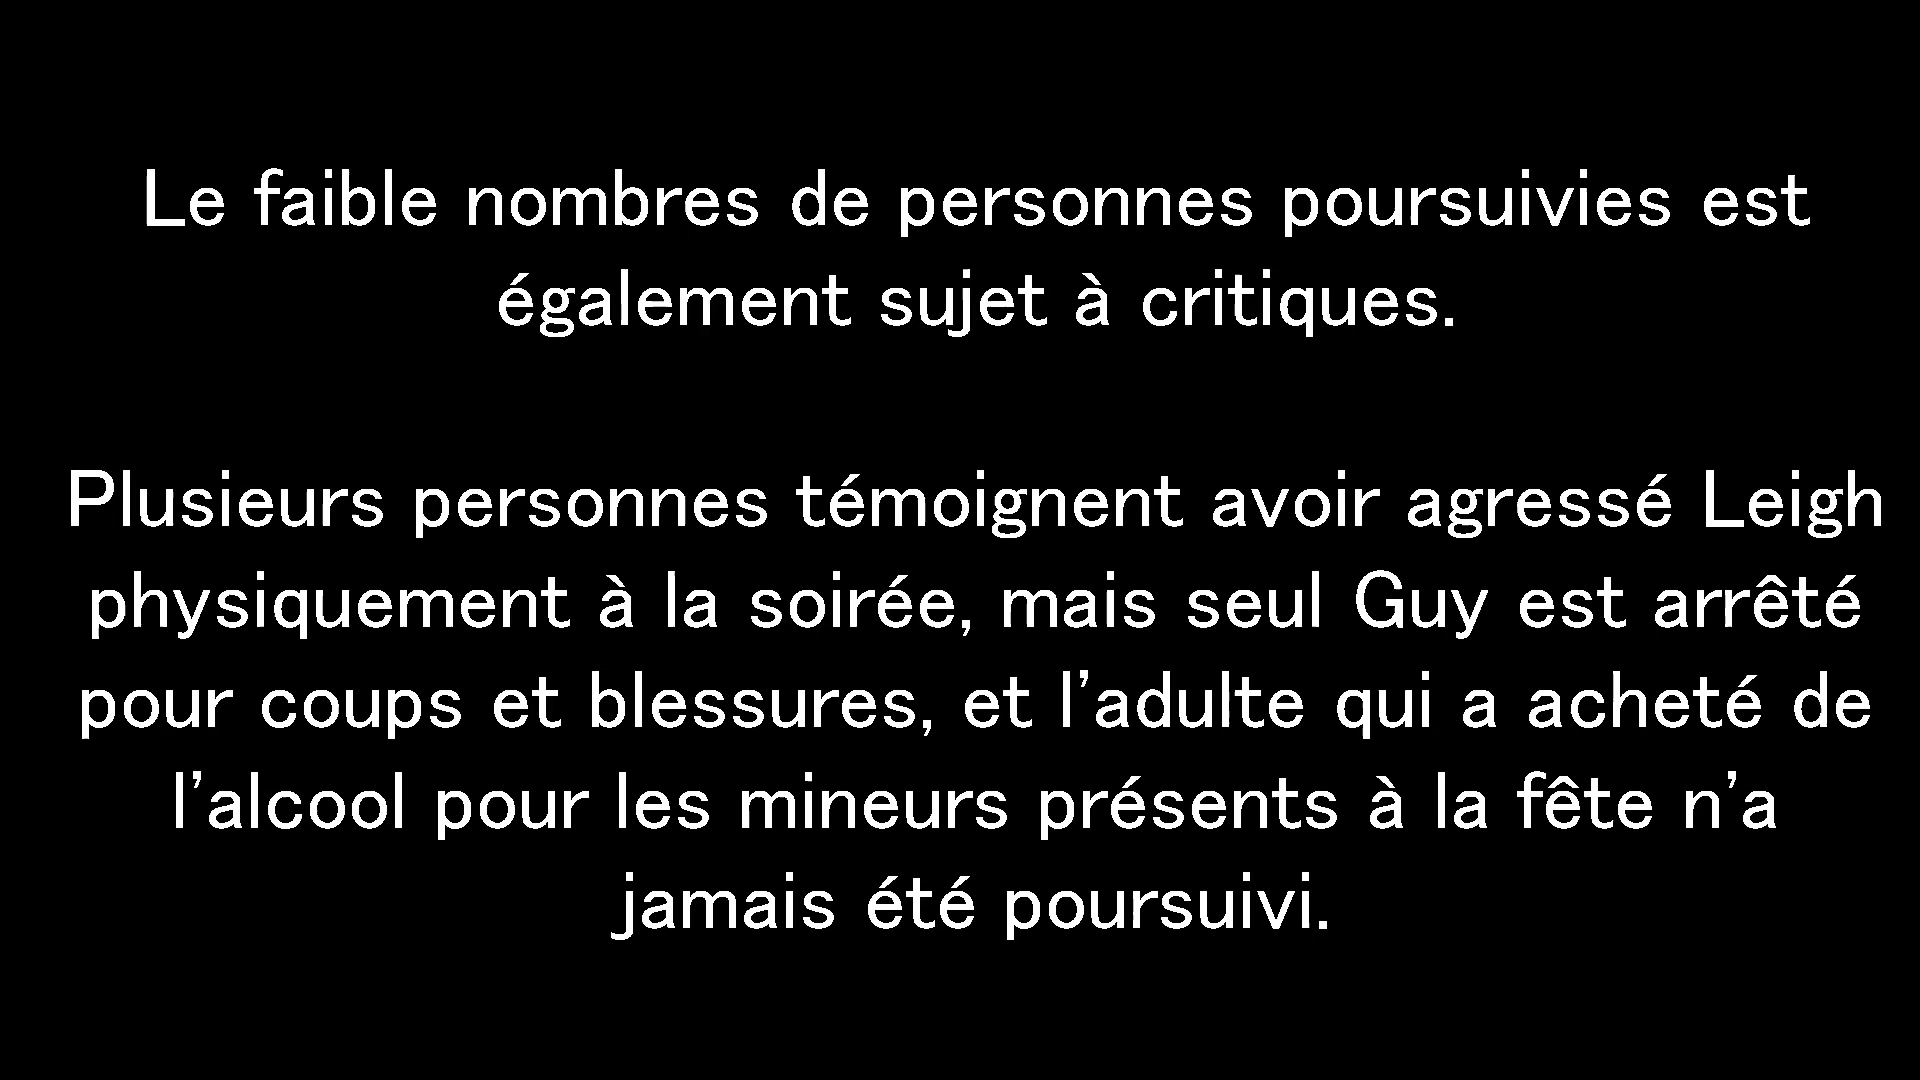 Le faible nombres de personnes poursuivies est
également sujet à critiques.
Plusieurs personnes témoignent avoir agressé Leigh
physiquement à la soirée, mais seul Guy est arrêté
pour coups et blessures, et l’adulte qui a acheté de
l’alcool pour les mineurs présents à la fête n’a
jamais été poursuivi.